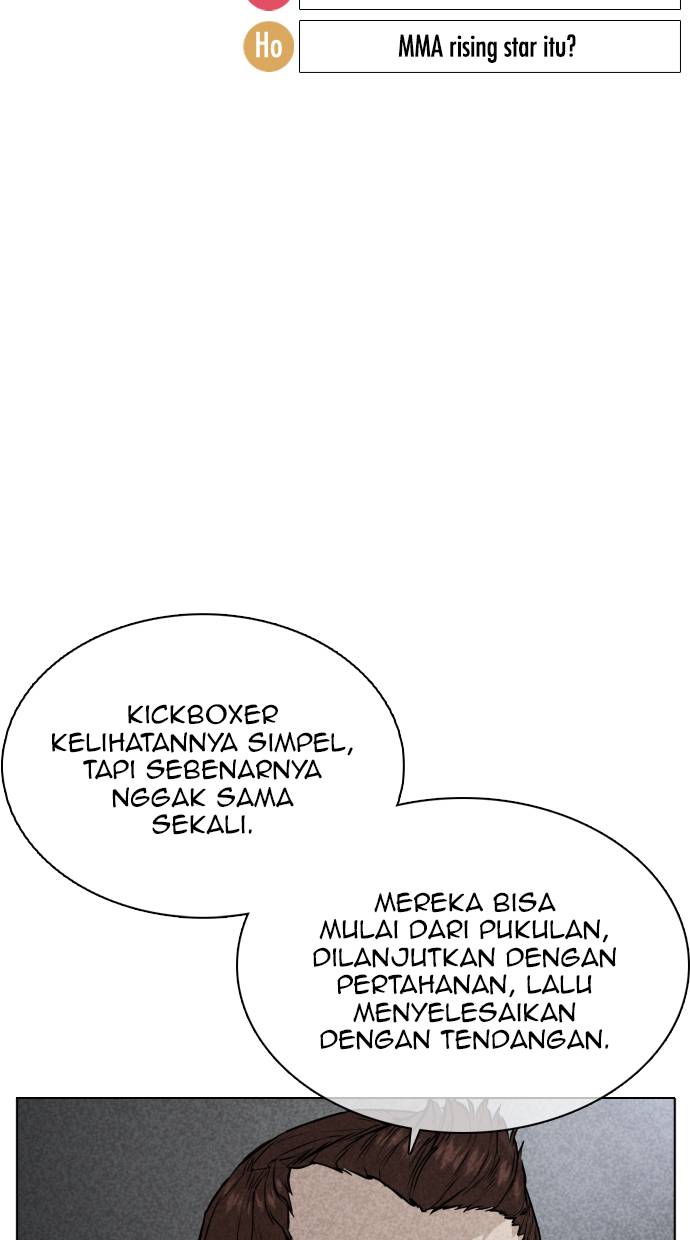 Ho
MMA rising star itu?
KICKBOXER
KELIHATANNYA SIMPEL,
TAPI SEBENARNYA
NGGAK SAMA
SEKALI.
MEREKA BISA
MULAI DARI PUKULAN,
DILANJUTKAN DENGAN
PERTAHANAN, LALU
MENYELESAIKAN
DENGAN TENDANGAN.